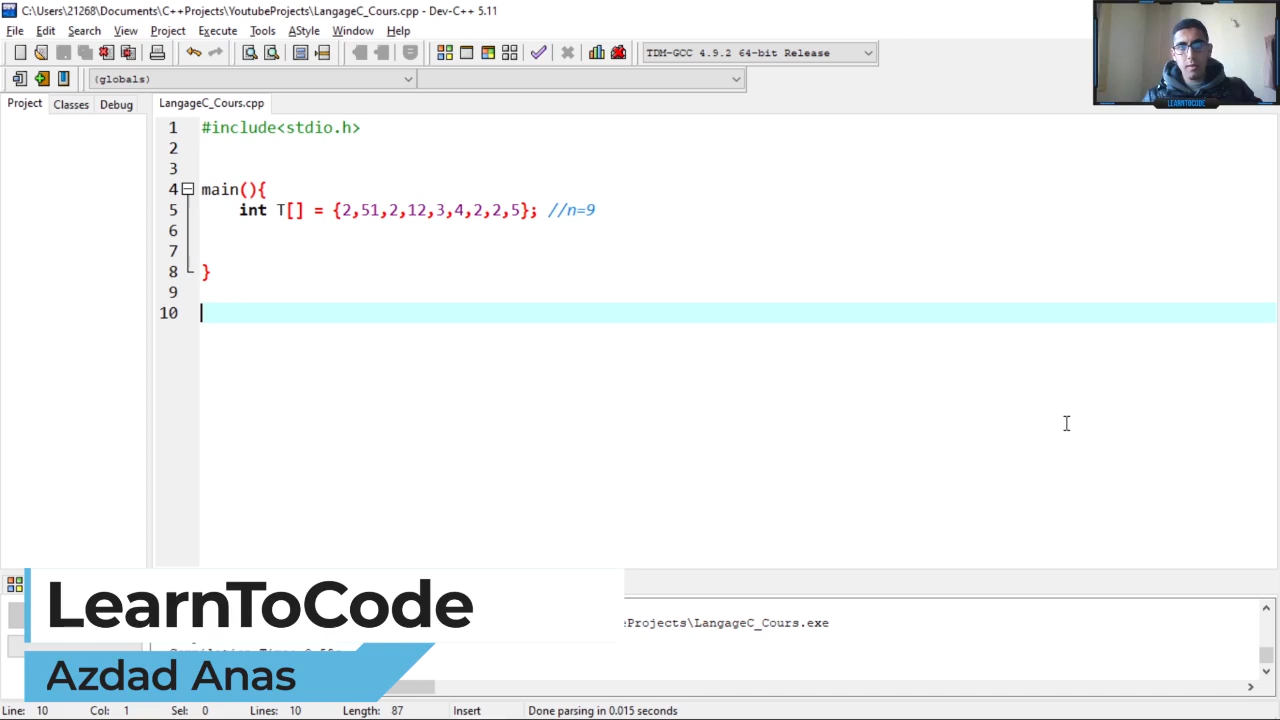 C:\Users\21268\Documents\C++Projects\YoutubeProjects\LangageC_Cours.cpp - Dev-C++ 5.11
File Edit Search View Project Execute Tools AStyle Window Help
TDM-GCC 4.9.2 64-bit Release
(globals)
Project Classes Debug LangageC_Cours.cpp
1 #include<stdio.h>
2
3
4 main(){
5 int T[] = {2,51,2,12,3,4,2,2,5}; //n=9
6
7
8 }
9
10
LEARNTOCODE
LearnToCode
eProjects\LangageC_Cours.exe
Azdad Anas
Line: 10 Col: 1 Sel: 0 Lines: 10 Length: 87 Insert Done parsing in 0.015 seconds